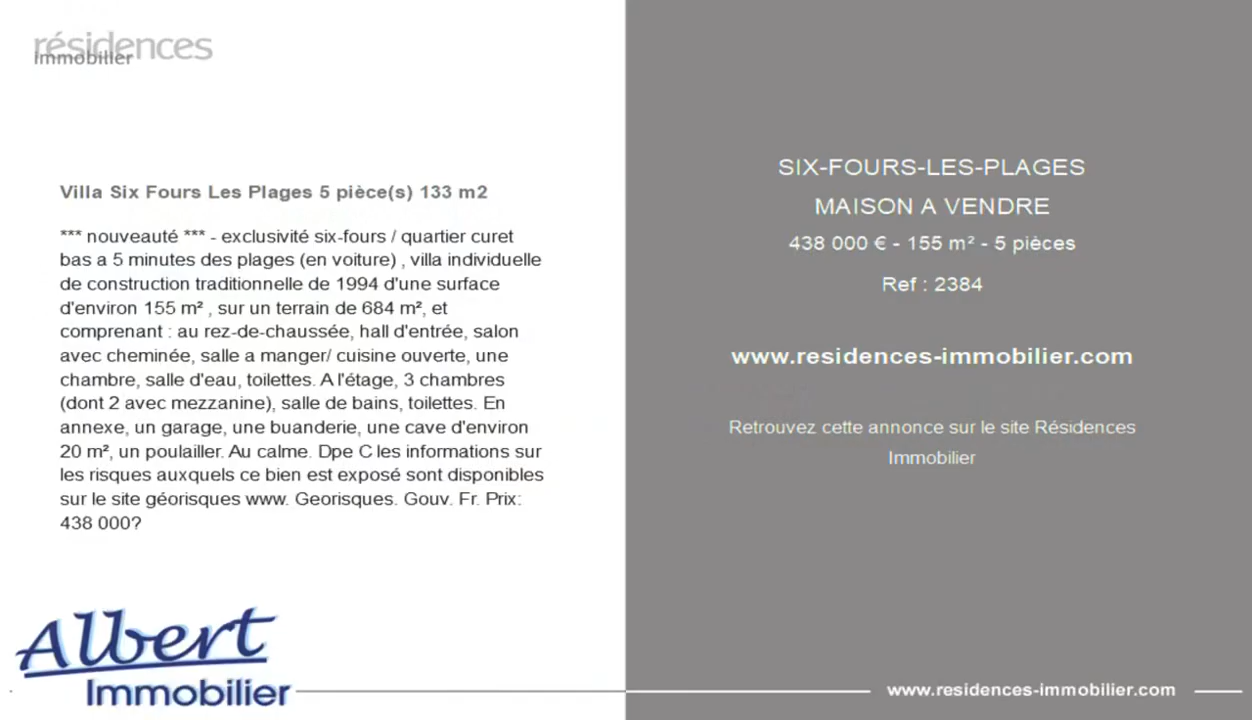 résidences
immobilier
Villa Six Fours Les Plages 5 pièce(s) 133 m2
*** nouveauté *** - exclusivité six-fours / quartier curet
bas a 5 minutes des plages (en voiture) , villa individuelle
de construction traditionnelle de 1994 d'une surface
d'environ 155 m² , sur un terrain de 684 m², et
comprenant : au rez-de-chaussée, hall d'entrée, salon
avec cheminée, salle a manger/ cuisine ouverte, une
chambre, salle d'eau, toilettes. A l'étage, 3 chambres
(dont 2 avec mezzanine), salle de bains, toilettes. En
annexe, un garage, une buanderie, une cave d'environ
20 m², un poulailler. Au calme. Dpe C les informations sur
les risques auxquels ce bien est exposé sont disponibles
sur le site géorisques www. Georisques. Gouv. Fr. Prix:
438 000?
Albert
Immobilier
SIX-FOURS-LES-PLAGES
MAISON A VENDRE
438 000 € - 155 m² - 5 pièces
Ref : 2384
www.residences-immobilier.com
Retrouvez cette annonce sur le site Résidences
Immobilier
www.residences-immobilier.com